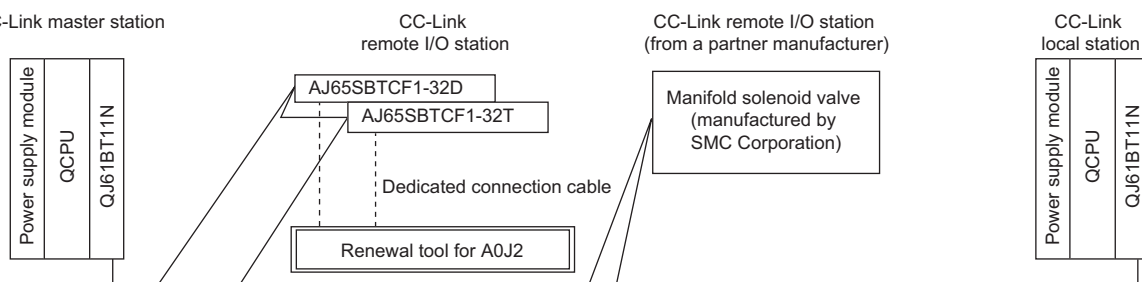 -Link master station
CC-Link
remote I/O station
CC-Link remote I/O station
(from a partner manufacturer)
CC-Link
local station
Power supply module
QCPU
QJ61BT11N
AJ65SBTCF1-32D
AJ65SBTCF1-32T
Dedicated connection cable
Renewal tool for A0J2
Manifold solenoid valve
(manufactured by
SMC Corporation)
Power supply module
QCPU
QJ61BT11N